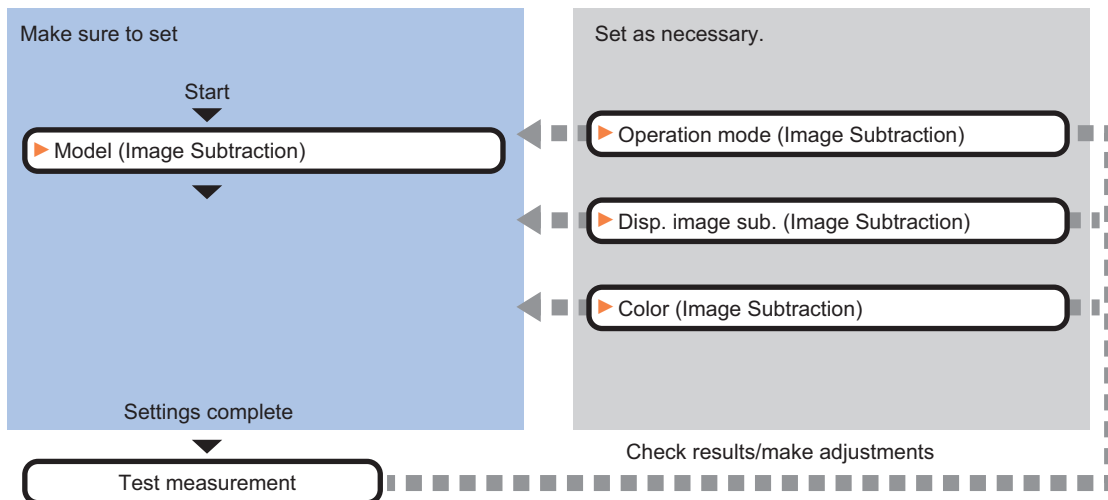 Make sure to set
Start
Model (Image Subtraction)
Settings complete
Test measurement
Set as necessary.
Operation mode (Image Subtraction)
Disp. image sub. (Image Subtraction)
Color (Image Subtraction)
Check results/make adjustments